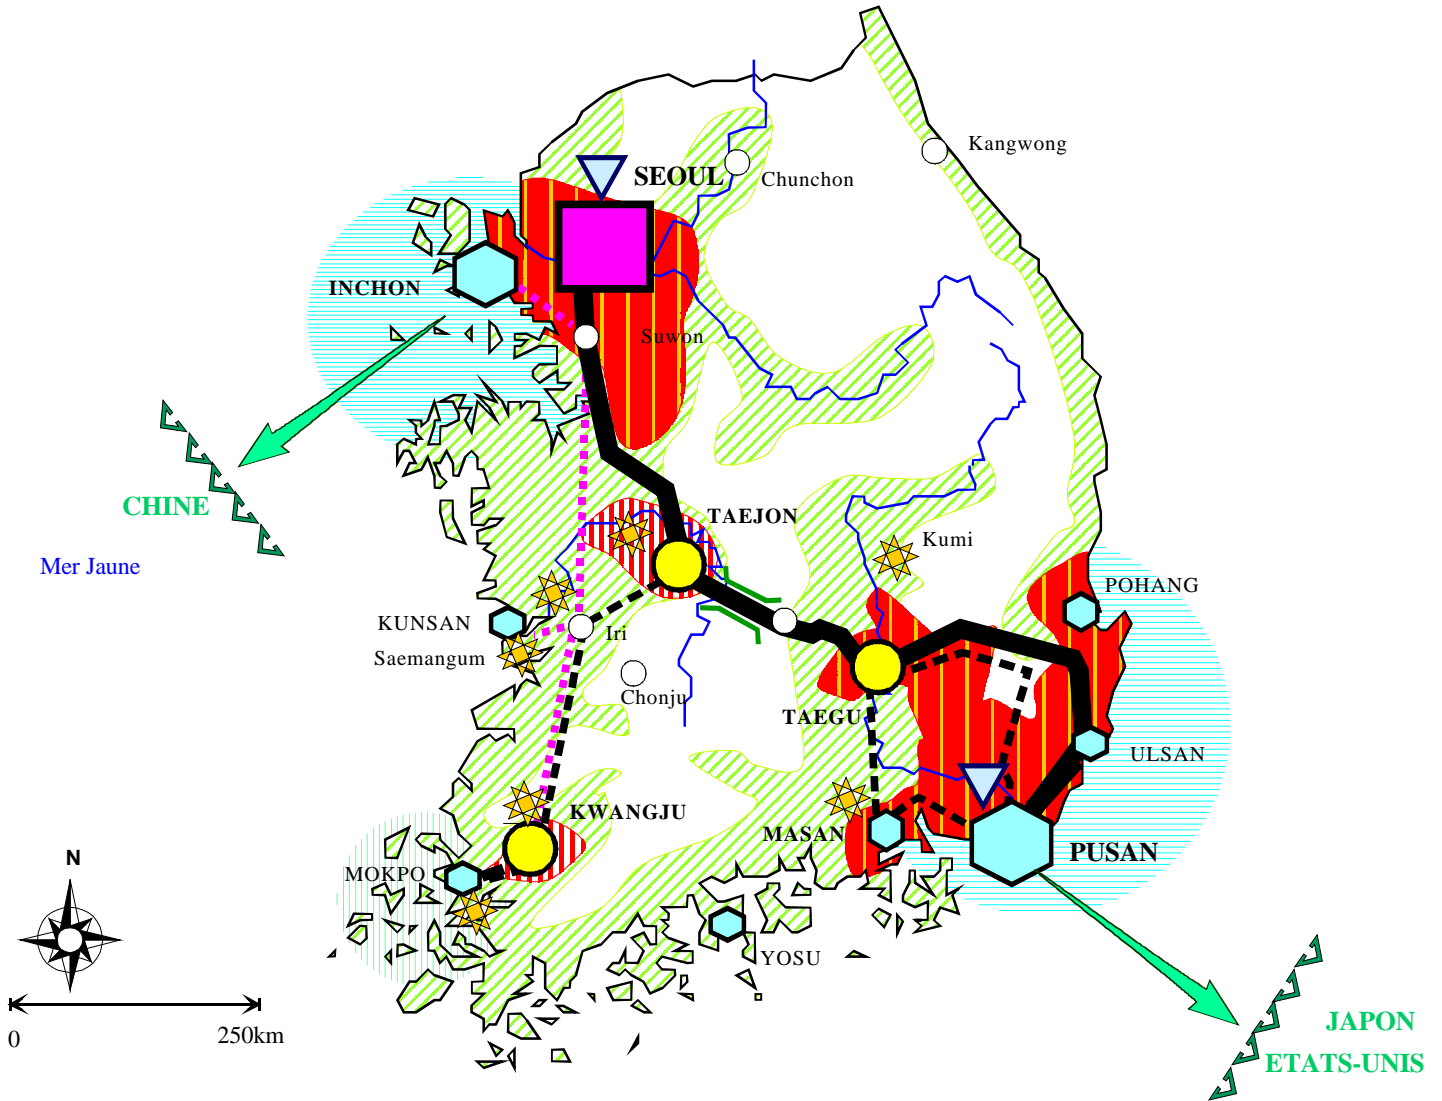 Kangwong
SEOUL
Chunchon
INCHON
Suwon
CHINE
TAEJON
Kumi
Mer Jaune
POHANG
KUNSAN
Iri
Saemangum
Chonju
TAEGU
ULSAN
KWANGJU
MASAN
PUSAN
N
MOKPO
YOSU
JAPON
0
250km
ETATS-UNIS